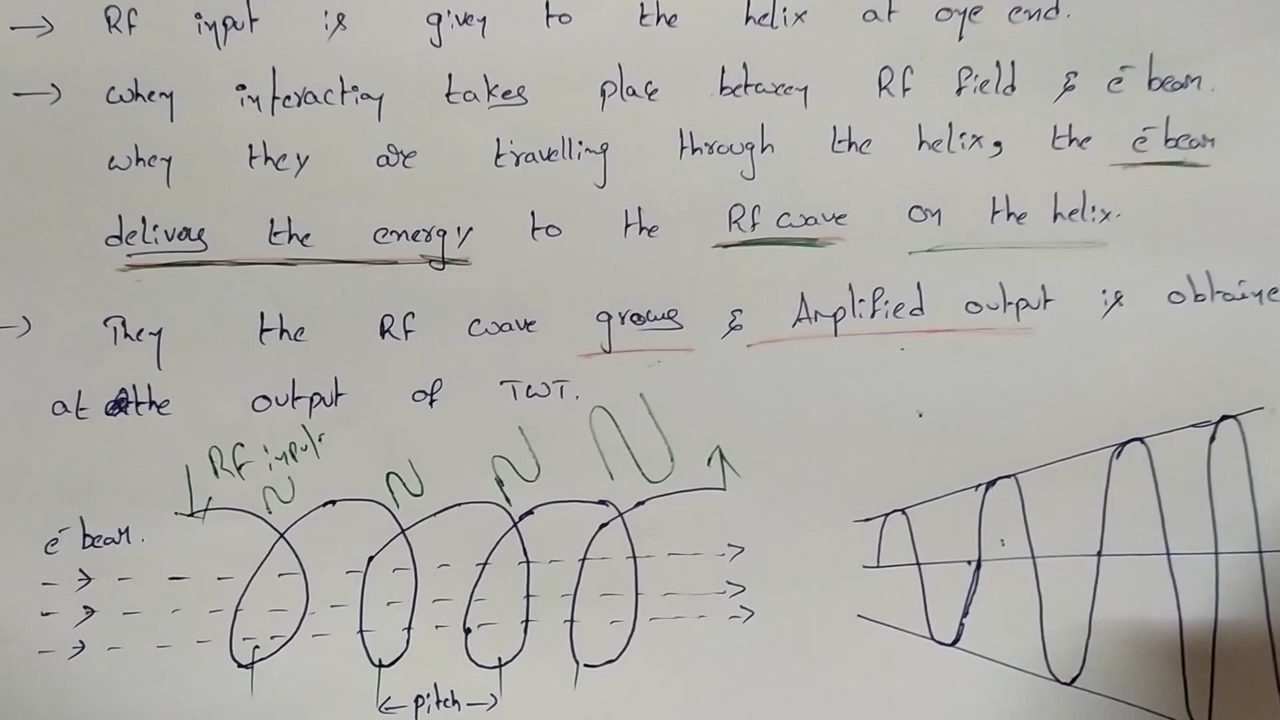 → RF input is given to the helix at one end.
→ when interaction takes place between RF field & e⁻ beam.
when they are travelling through the helix, the e⁻ beam
delivers the energy to the RF wave on the helix.
→ Then the RF wave grows & Amplified output is obtaine
at the output of TWT.
RF input
e⁻ beam.
pitch